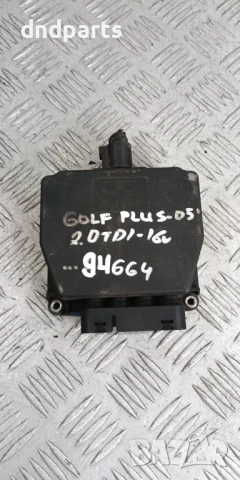 dndparts
GOLF PLUS-05'
2.0TDI-16V
...94664
BAZAR